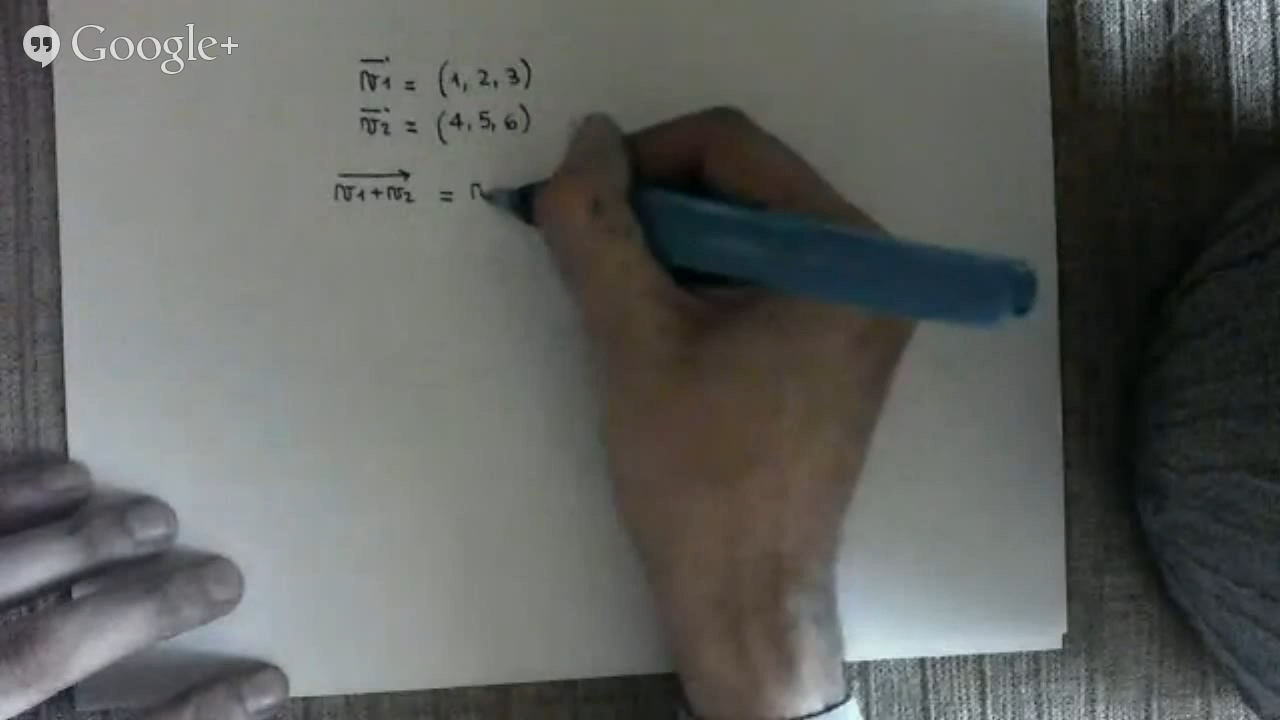 Google+
v1 = (1, 2, 3)
v2 = (4, 5, 6)
v1+v2 =